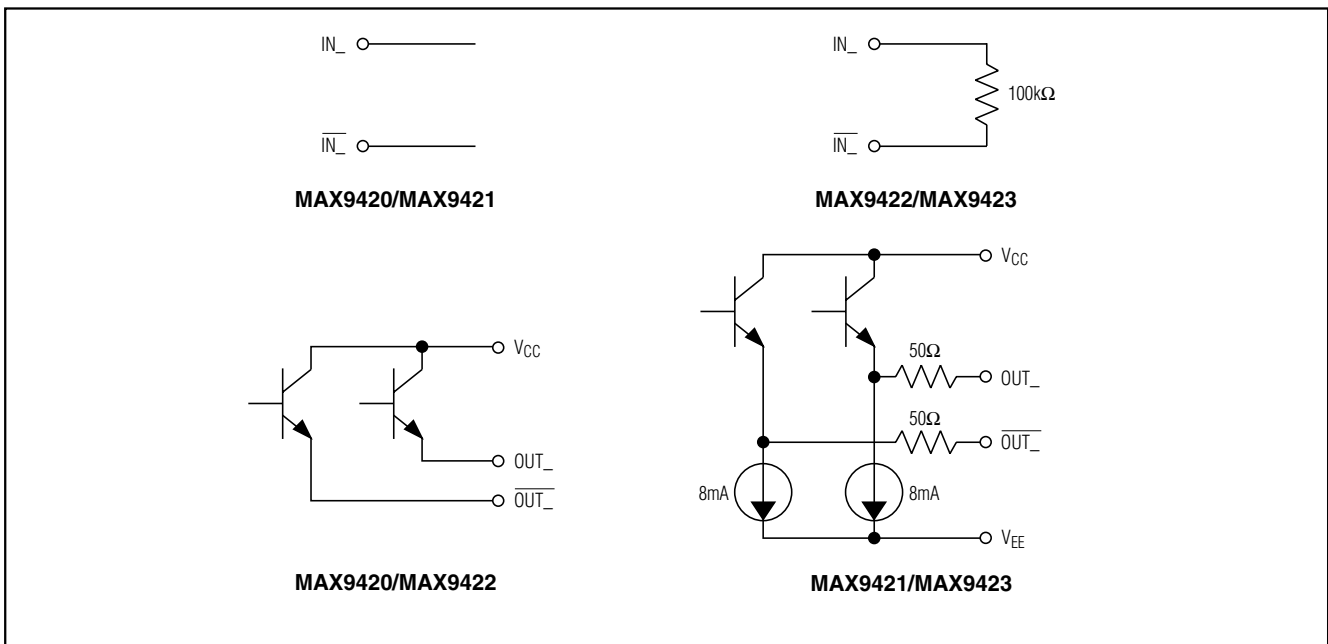 IN_
IN_
100kΩ
IN_
IN_
MAX9420/MAX9421
MAX9422/MAX9423
VCC
OUT_
OUT_
MAX9420/MAX9422
VCC
50Ω
OUT_
50Ω
OUT_
8mA
8mA
VEE
MAX9421/MAX9423